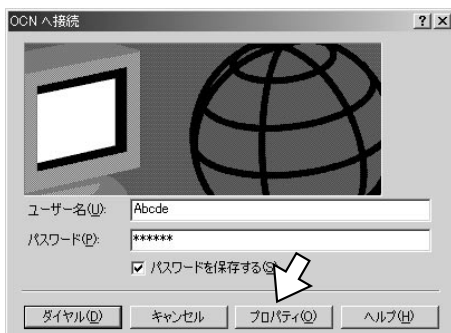 OCN へ接続
? ×
ユーザー名(U):
Abcde
パスワード(P):
******
パスワードを保存する(S)
ダイヤル(D)
キャンセル
プロパティ(O)
ヘルプ(H)